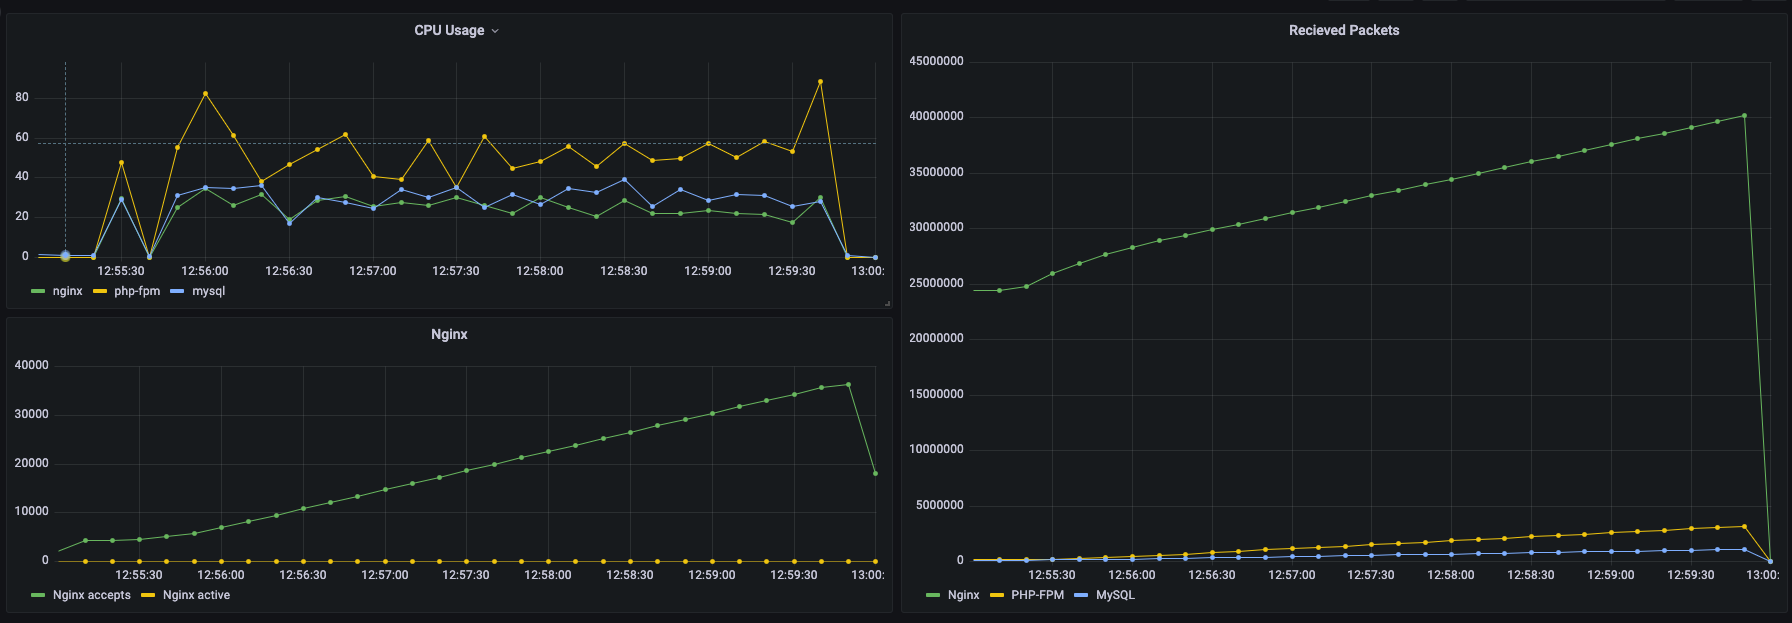 CPU Usage
80
60
40
20
0
12:55:30 12:56:00 12:56:30 12:57:00 12:57:30 12:58:00 12:58:30 12:59:00 12:59:30 13:00:
nginx php-fpm mysql
Nginx
40000
30000
20000
10000
0
12:55:30 12:56:00 12:56:30 12:57:00 12:57:30 12:58:00 12:58:30 12:59:00 12:59:30 13:00:
Nginx accepts Nginx active
Recieved Packets
45000000
40000000
35000000
30000000
25000000
20000000
15000000
10000000
5000000
0
12:55:30 12:56:00 12:56:30 12:57:00 12:57:30 12:58:00 12:58:30 12:59:00 12:59:30 13:00:
Nginx PHP-FPM MySQL